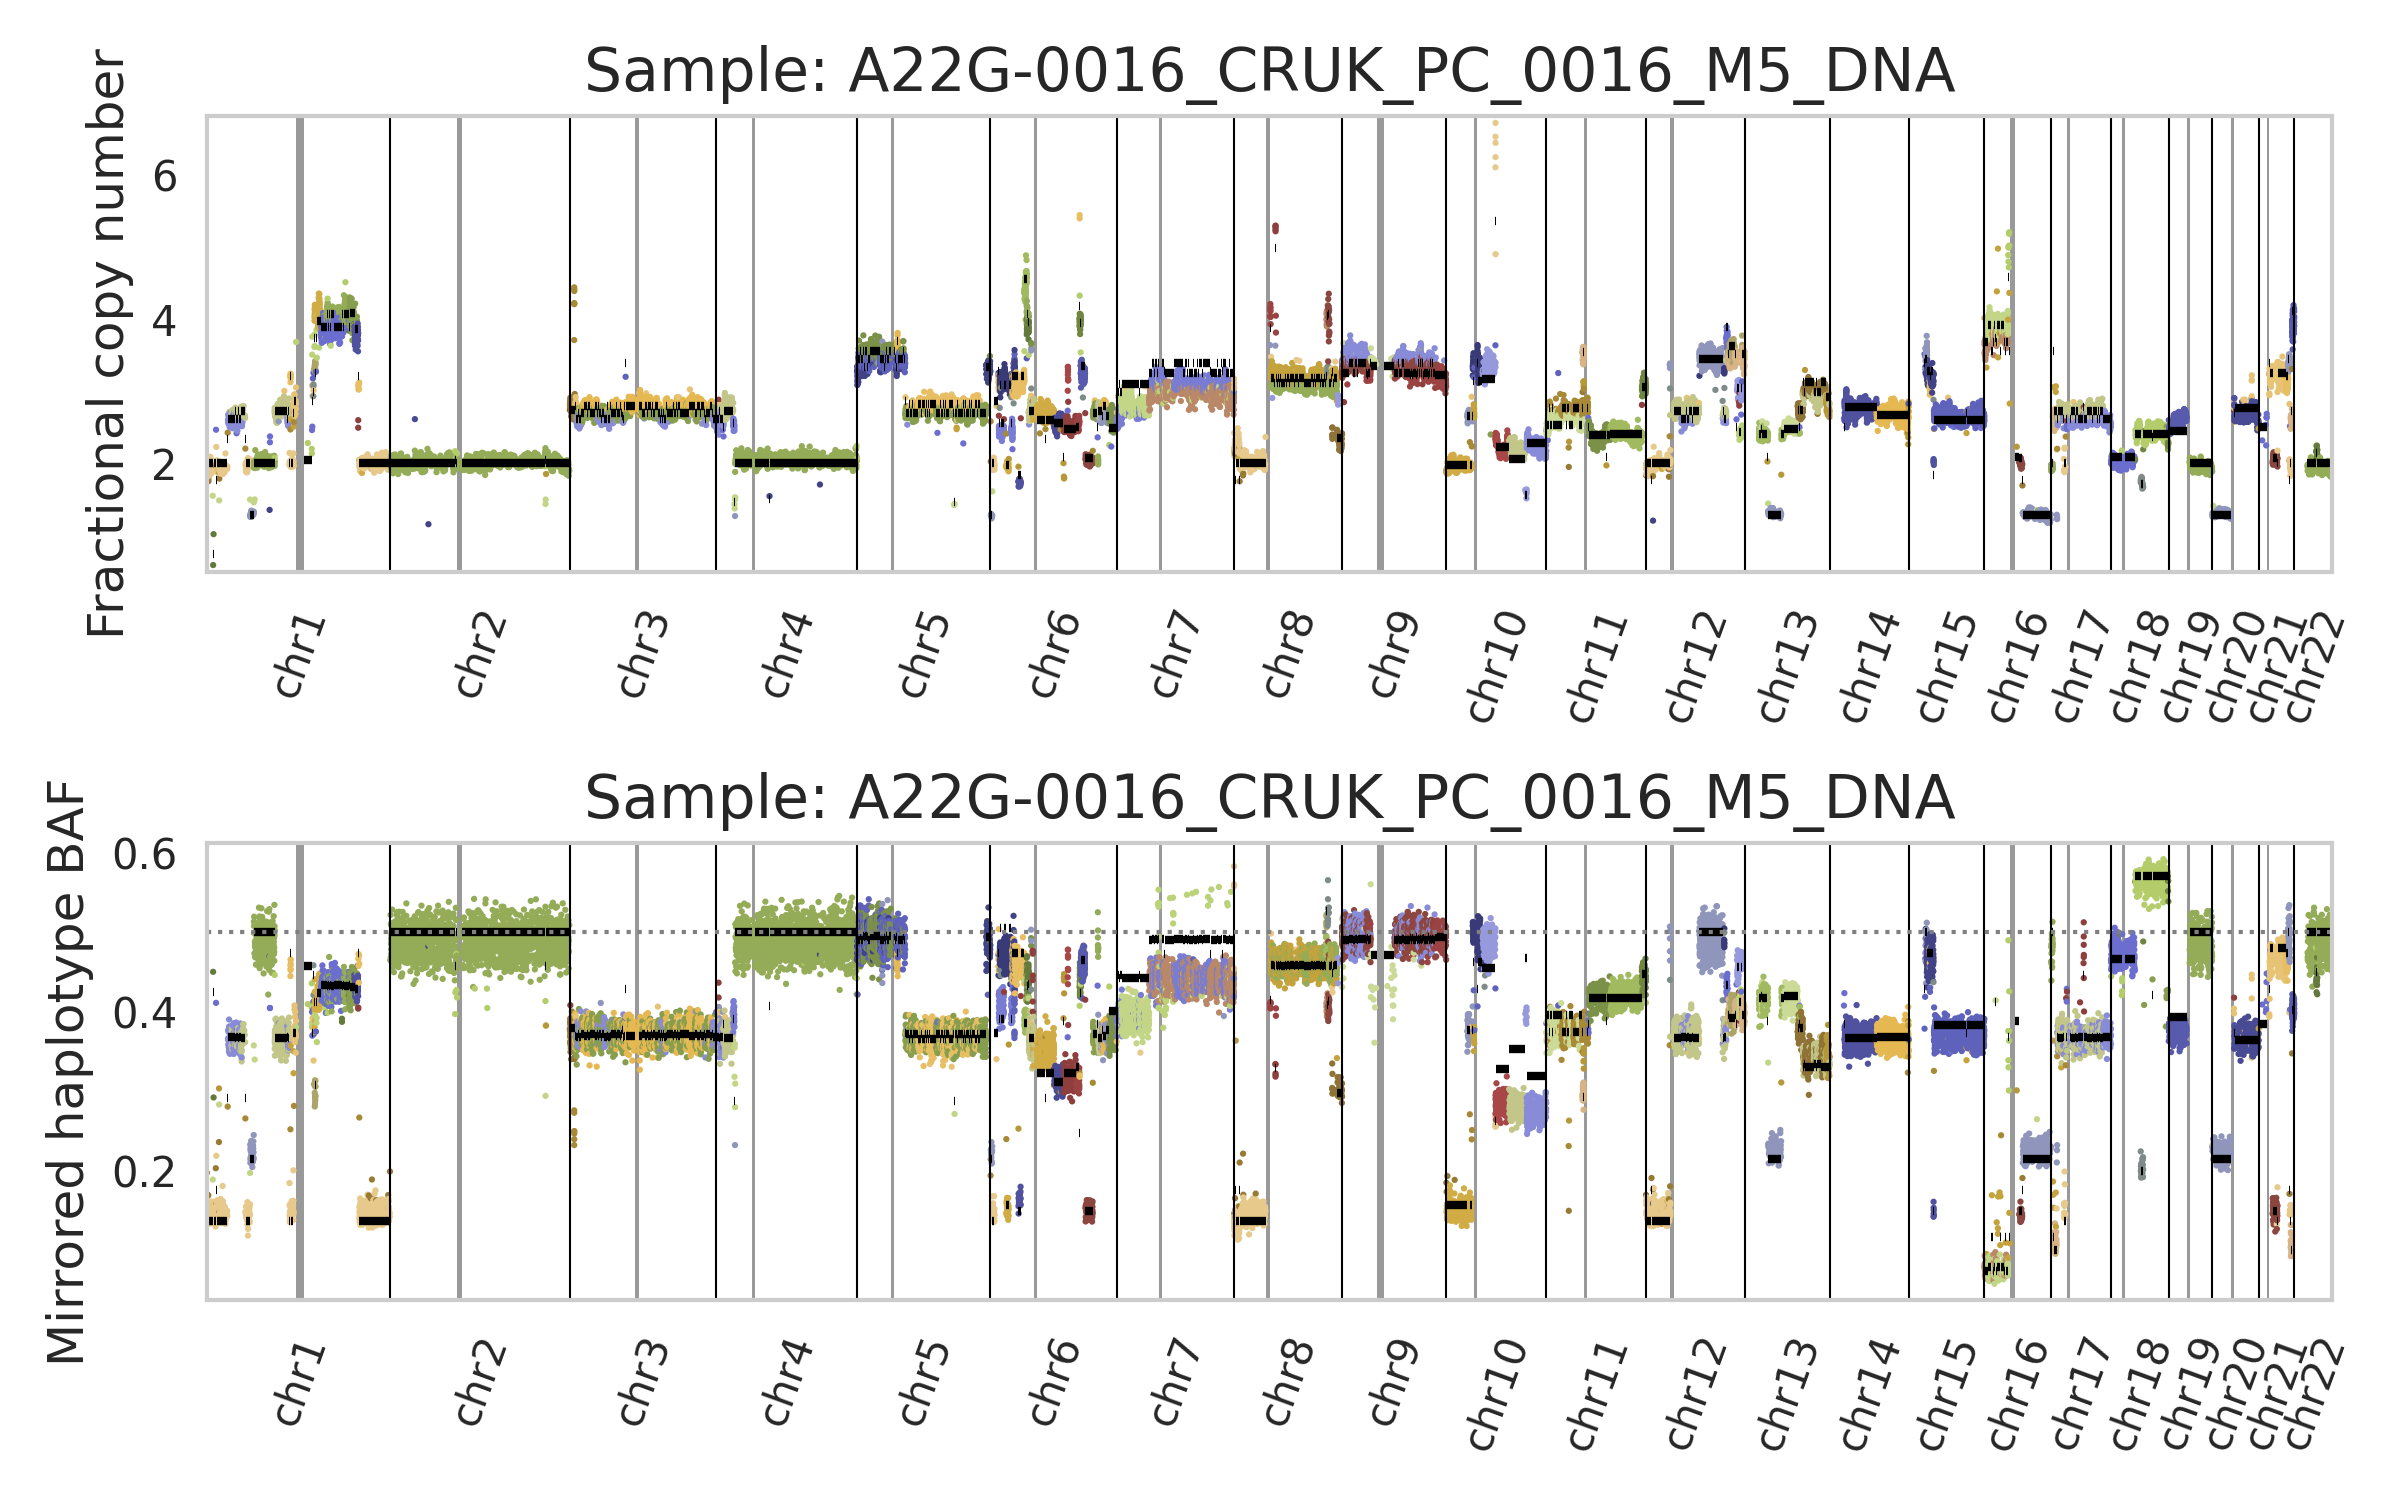 Sample: A22G-0016_CRUK_PC_0016_M5_DNA
Fractional copy number
6
4
2
chr1
chr2
chr3
chr4
chr5
chr6
chr7
chr8
chr9
chr10
chr11
chr12
chr13
chr14
chr15
chr16
chr17
chr18
chr19
chr20
chr21
chr22
Sample: A22G-0016_CRUK_PC_0016_M5_DNA
Mirrored haplotype BAF
0.6
0.4
0.2
chr1
chr2
chr3
chr4
chr5
chr6
chr7
chr8
chr9
chr10
chr11
chr12
chr13
chr14
chr15
chr16
chr17
chr18
chr19
chr20
chr21
chr22